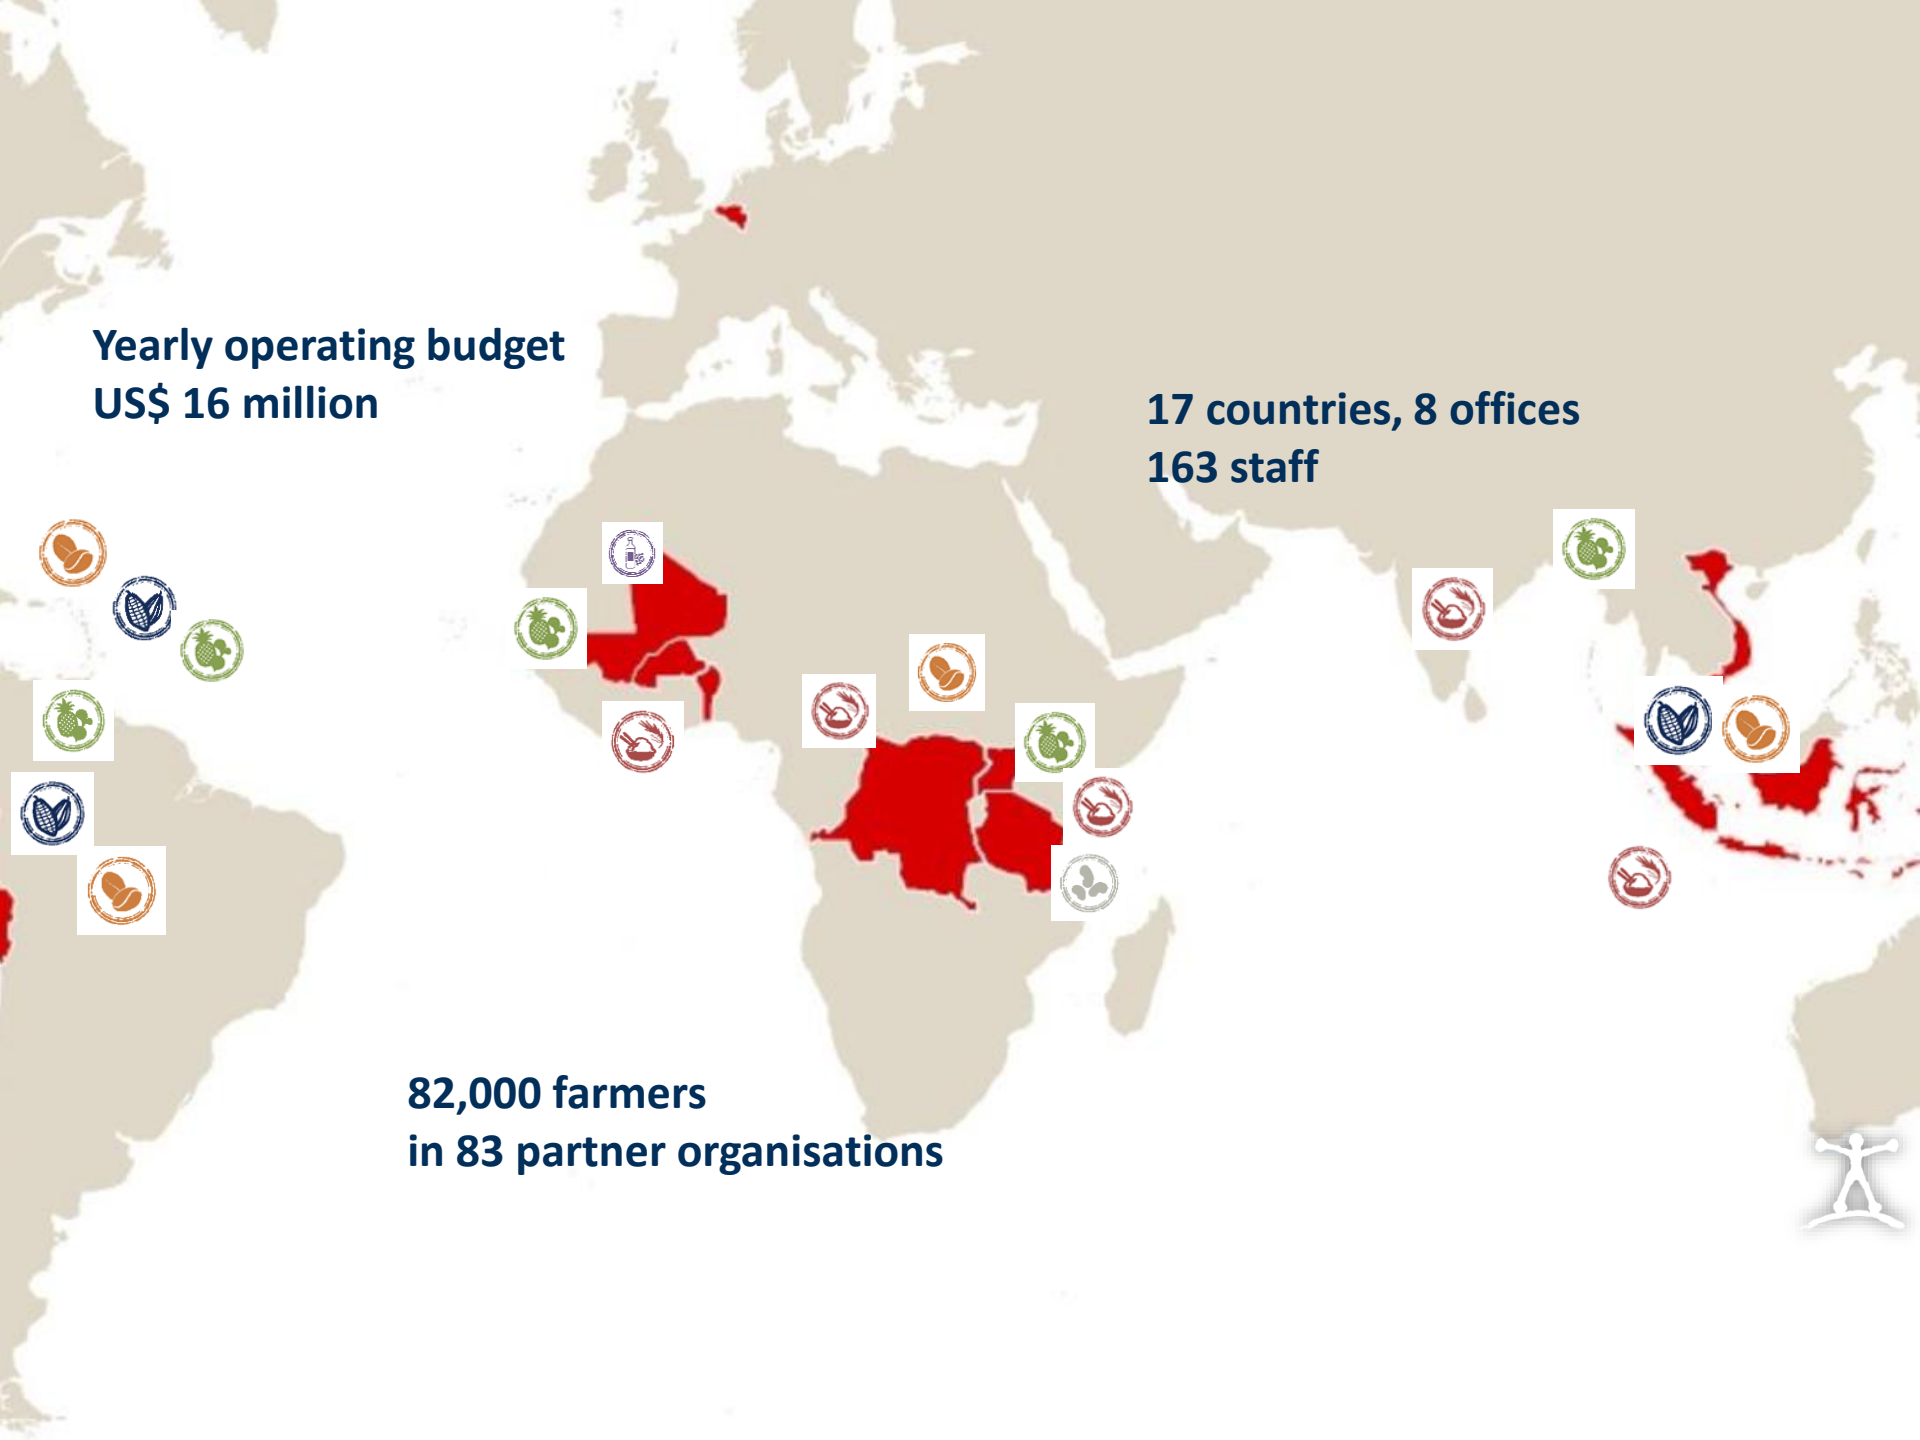 Yearly operating budget
US$ 16 million
17 countries, 8 offices
163 staff
82,000 farmers
in 83 partner organisations